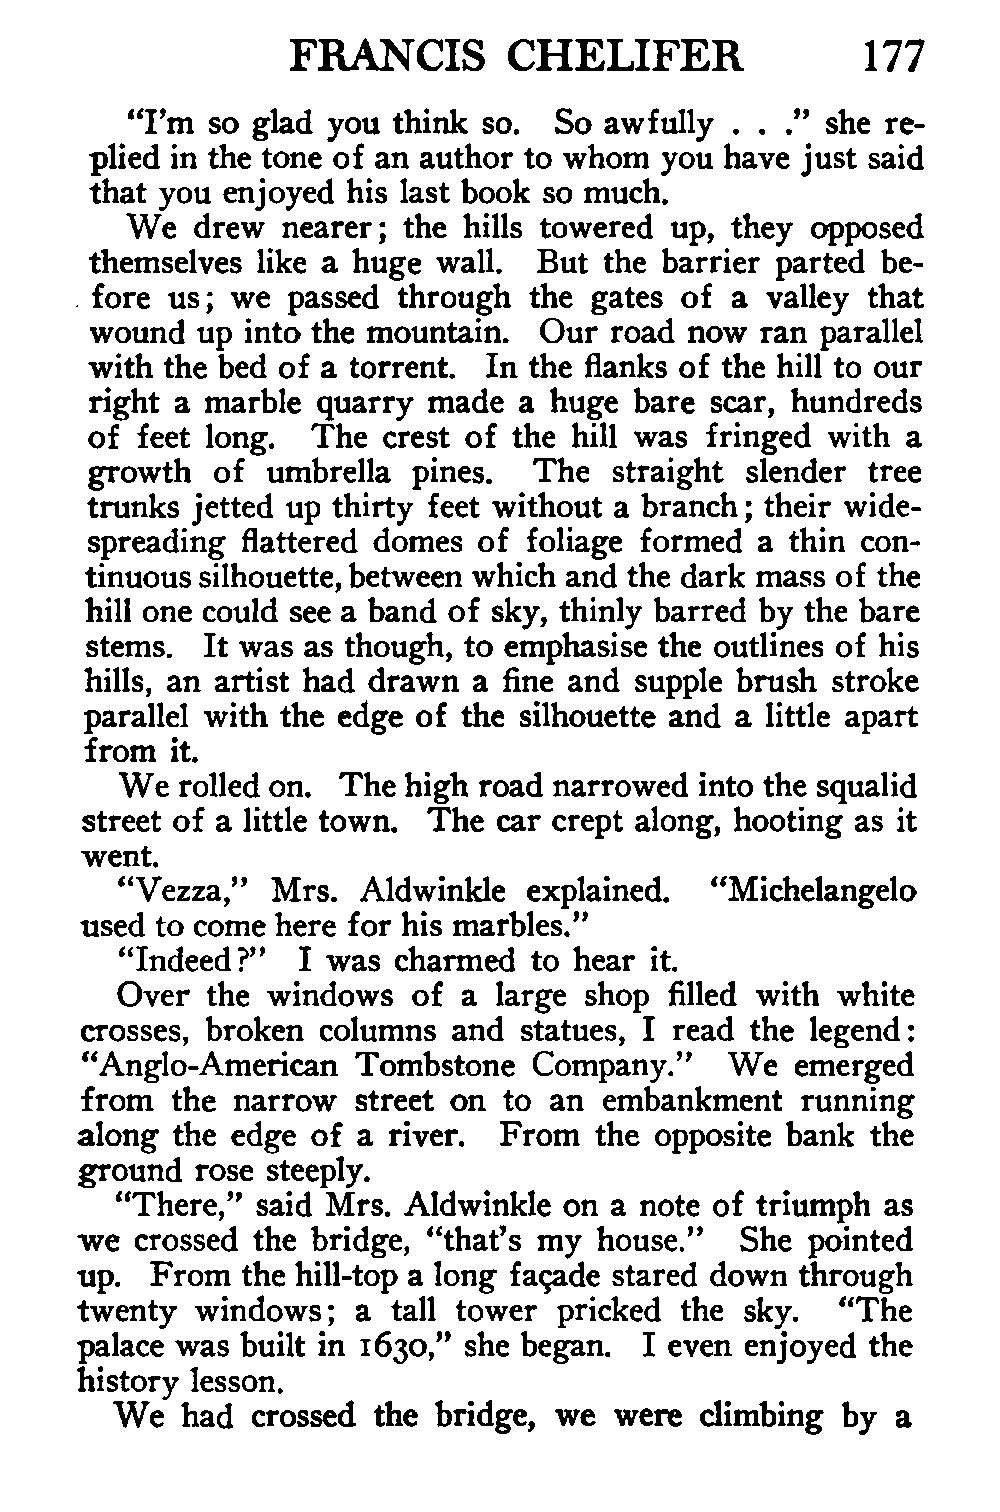 FRANCIS CHELIFER 177
“I’m so glad you think so. So awfully . . .” she re-
plied in the tone of an author to whom you have just said
that you enjoyed his last book so much.
We drew nearer; the hills towered up, they opposed
themselves like a huge wall. But the barrier parted be-
fore us; we passed through the gates of a valley that
wound up into the mountain. Our road now ran parallel
with the bed of a torrent. In the flanks of the hill to our
right a marble quarry made a huge bare scar, hundreds
of feet long. The crest of the hill was fringed with a
growth of umbrella pines. The straight slender tree
trunks jetted up thirty feet without a branch; their wide-
spreading flattered domes of foliage formed a thin con-
tinuous silhouette, between which and the dark mass of the
hill one could see a band of sky, thinly barred by the bare
stems. It was as though, to emphasise the outlines of his
hills, an artist had drawn a fine and supple brush stroke
parallel with the edge of the silhouette and a little apart
from it.
We rolled on. The high road narrowed into the squalid
street of a little town. The car crept along, hooting as it
went.
“Vezza,” Mrs. Aldwinkle explained. “Michelangelo
used to come here for his marbles.”
“Indeed?” I was charmed to hear it.
Over the windows of a large shop filled with white
crosses, broken columns and statues, I read the legend:
“Anglo-American Tombstone Company.” We emerged
from the narrow street on to an embankment running
along the edge of a river. From the opposite bank the
ground rose steeply.
“There,” said Mrs. Aldwinkle on a note of triumph as
we crossed the bridge, “that’s my house.” She pointed
up. From the hill-top a long façade stared down through
twenty windows; a tall tower pricked the sky. “The
palace was built in 1630,” she began. I even enjoyed the
history lesson.
We had crossed the bridge, we were climbing by a